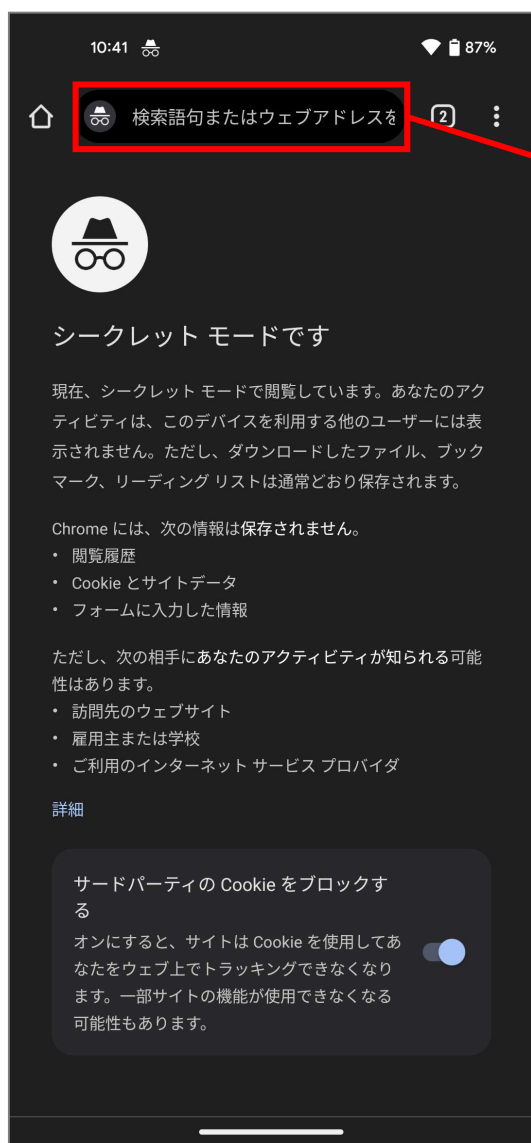 10:41
87%
検索語句またはウェブアドレスを
2
シークレット モードです
現在、シークレット モードで閲覧しています。あなたのアク
ティビティは、このデバイスを利用する他のユーザーには表
示されません。ただし、ダウンロードしたファイル、ブック
マーク、リーディング リストは通常どおり保存されます。
Chrome には、次の情報は保存されません。
• 閲覧履歴
• Cookie とサイトデータ
• フォームに入力した情報
ただし、次の相手にあなたのアクティビティが知られる可能
性はあります。
• 訪問先のウェブサイト
• 雇用主または学校
• ご利用のインターネット サービス プロバイダ
詳細
サードパーティの Cookie をブロックす
る
オンにすると、サイトは Cookie を使用してあ
なたをウェブ上でトラッキングできなくなり
ます。一部サイトの機能が使用できなくなる
可能性もあります。